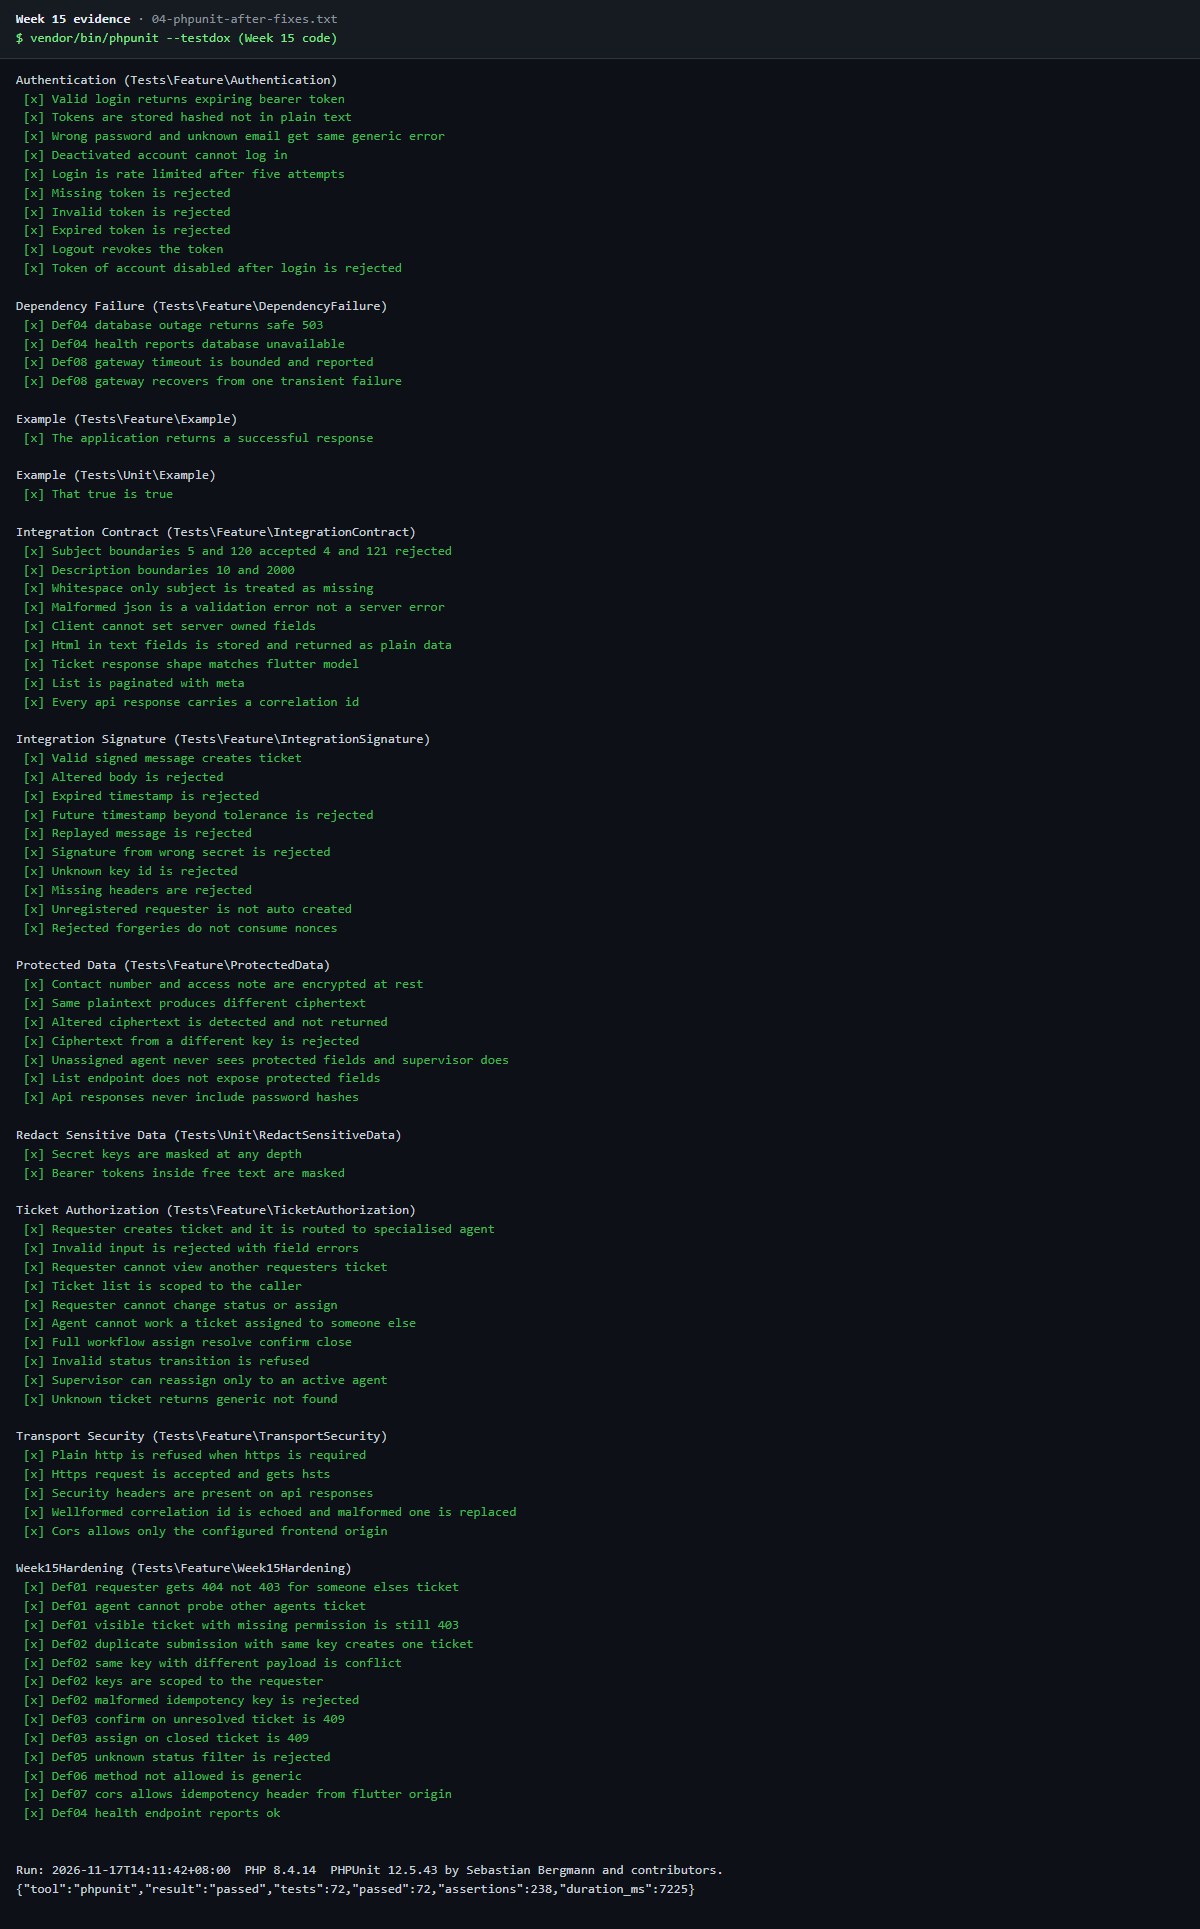 Week 15 evidence · 04-phpunit-after-fixes.txt
$ vendor/bin/phpunit --testdox (Week 15 code)
Authentication (Tests\Feature\Authentication)
[x] Valid login returns expiring bearer token
[x] Tokens are stored hashed not in plain text
[x] Wrong password and unknown email get same generic error
[x] Deactivated account cannot log in
[x] Login is rate limited after five attempts
[x] Missing token is rejected
[x] Invalid token is rejected
[x] Expired token is rejected
[x] Logout revokes the token
[x] Token of account disabled after login is rejected
Dependency Failure (Tests\Feature\DependencyFailure)
[x] Def04 database outage returns safe 503
[x] Def04 health reports database unavailable
[x] Def08 gateway timeout is bounded and reported
[x] Def08 gateway recovers from one transient failure
Example (Tests\Feature\Example)
[x] The application returns a successful response
Example (Tests\Unit\Example)
[x] That true is true
Integration Contract (Tests\Feature\IntegrationContract)
[x] Subject boundaries 5 and 120 accepted 4 and 121 rejected
[x] Description boundaries 10 and 2000
[x] Whitespace only subject is treated as missing
[x] Malformed json is a validation error not a server error
[x] Client cannot set server owned fields
[x] Html in text fields is stored and returned as plain data
[x] Ticket response shape matches flutter model
[x] List is paginated with meta
[x] Every api response carries a correlation id
Integration Signature (Tests\Feature\IntegrationSignature)
[x] Valid signed message creates ticket
[x] Altered body is rejected
[x] Expired timestamp is rejected
[x] Future timestamp beyond tolerance is rejected
[x] Replayed message is rejected
[x] Signature from wrong secret is rejected
[x] Unknown key id is rejected
[x] Missing headers are rejected
[x] Unregistered requester is not auto created
[x] Rejected forgeries do not consume nonces
Protected Data (Tests\Feature\ProtectedData)
[x] Contact number and access note are encrypted at rest
[x] Same plaintext produces different ciphertext
[x] Altered ciphertext is detected and not returned
[x] Ciphertext from a different key is rejected
[x] Unassigned agent never sees protected fields and supervisor does
[x] List endpoint does not expose protected fields
[x] Api responses never include password hashes
Redact Sensitive Data (Tests\Unit\RedactSensitiveData)
[x] Secret keys are masked at any depth
[x] Bearer tokens inside free text are masked
Ticket Authorization (Tests\Feature\TicketAuthorization)
[x] Requester creates ticket and it is routed to specialised agent
[x] Invalid input is rejected with field errors
[x] Requester cannot view another requesters ticket
[x] Ticket list is scoped to the caller
[x] Requester cannot change status or assign
[x] Agent cannot work a ticket assigned to someone else
[x] Full workflow assign resolve confirm close
[x] Invalid status transition is refused
[x] Supervisor can reassign only to an active agent
[x] Unknown ticket returns generic not found
Transport Security (Tests\Feature\TransportSecurity)
[x] Plain http is refused when https is required
[x] Https request is accepted and gets hsts
[x] Security headers are present on api responses
[x] Wellformed correlation id is echoed and malformed one is replaced
[x] Cors allows only the configured frontend origin
Week15Hardening (Tests\Feature\Week15Hardening)
[x] Def01 requester gets 404 not 403 for someone elses ticket
[x] Def01 agent cannot probe other agents ticket
[x] Def01 visible ticket with missing permission is still 403
[x] Def02 duplicate submission with same key creates one ticket
[x] Def02 same key with different payload is conflict
[x] Def02 keys are scoped to the requester
[x] Def02 malformed idempotency key is rejected
[x] Def03 confirm on unresolved ticket is 409
[x] Def03 assign on closed ticket is 409
[x] Def05 unknown status filter is rejected
[x] Def06 method not allowed is generic
[x] Def07 cors allows idempotency header from flutter origin
[x] Def04 health endpoint reports ok
Run: 2026-11-17T14:11:42+08:00  PHP 8.4.14  PHPUnit 12.5.43 by Sebastian Bergmann and contributors.
{"tool":"phpunit","result":"passed","tests":72,"passed":72,"assertions":238,"duration_ms":7225}